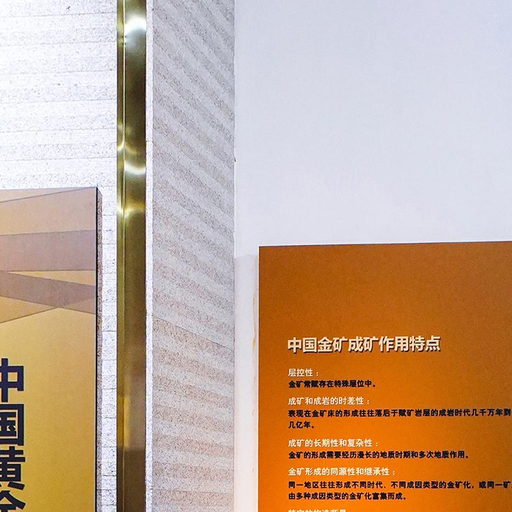 中国黄金
中国金矿成矿作用特点
层控性：
金矿常赋存在特殊层位中。
成矿和成岩的时差性：
表现在金矿床的形成往往落后于赋矿岩层的成岩时代几千万年到
几亿年。
成矿的长期性和复杂性：
金矿的形成需要经历漫长的地质时期和多次地质作用。
金矿形成的同源性和继承性：
同一地区往往形成不同时代、不同成因类型的金矿化，或同一矿
由多种成因类型的金矿化富集而成。